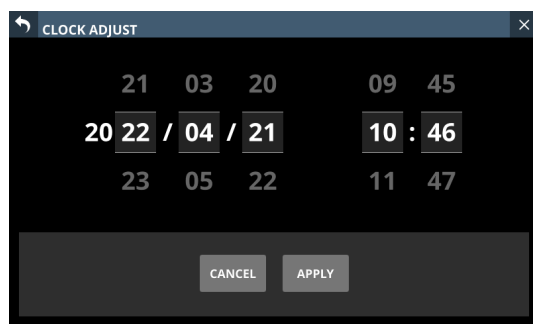 CLOCK ADJUST
21 03 20 09 45
20 22 / 04 / 21 10 : 46
23 05 22 11 47
CANCEL APPLY